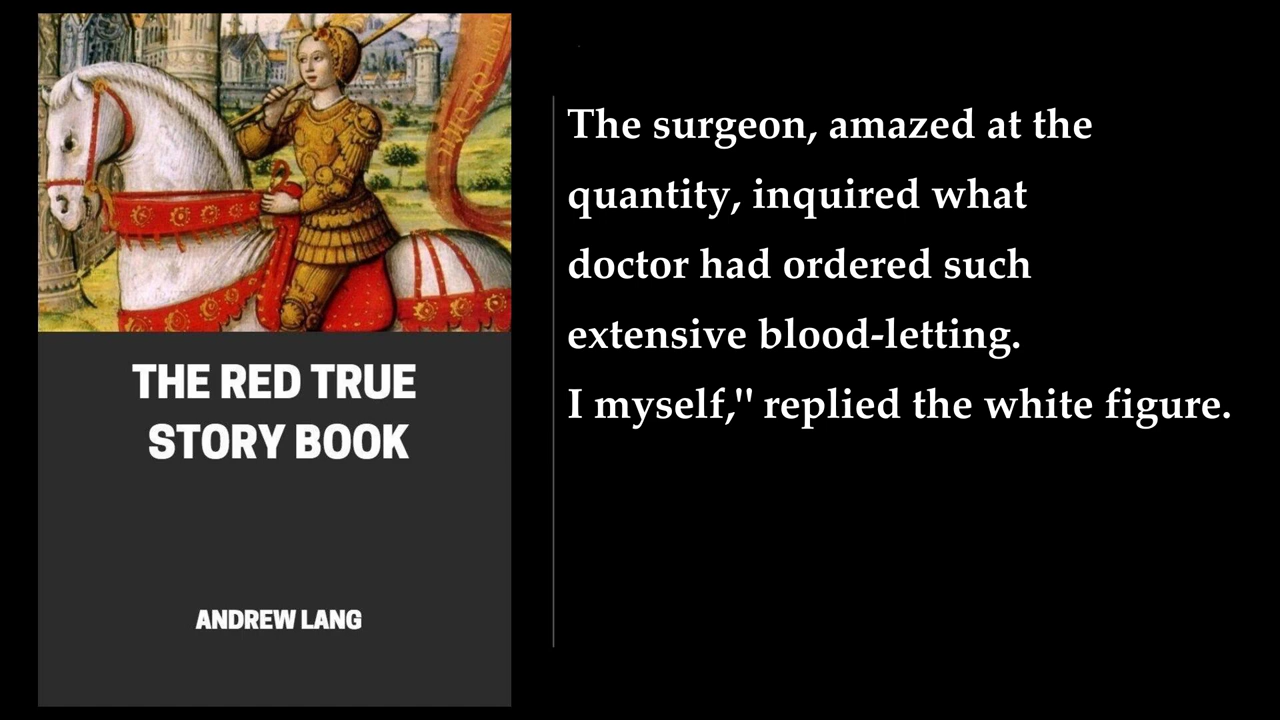 THE RED TRUE
STORY BOOK
ANDREW LANG
The surgeon, amazed at the
quantity, inquired what
doctor had ordered such
extensive blood-letting.
I myself," replied the white figure.